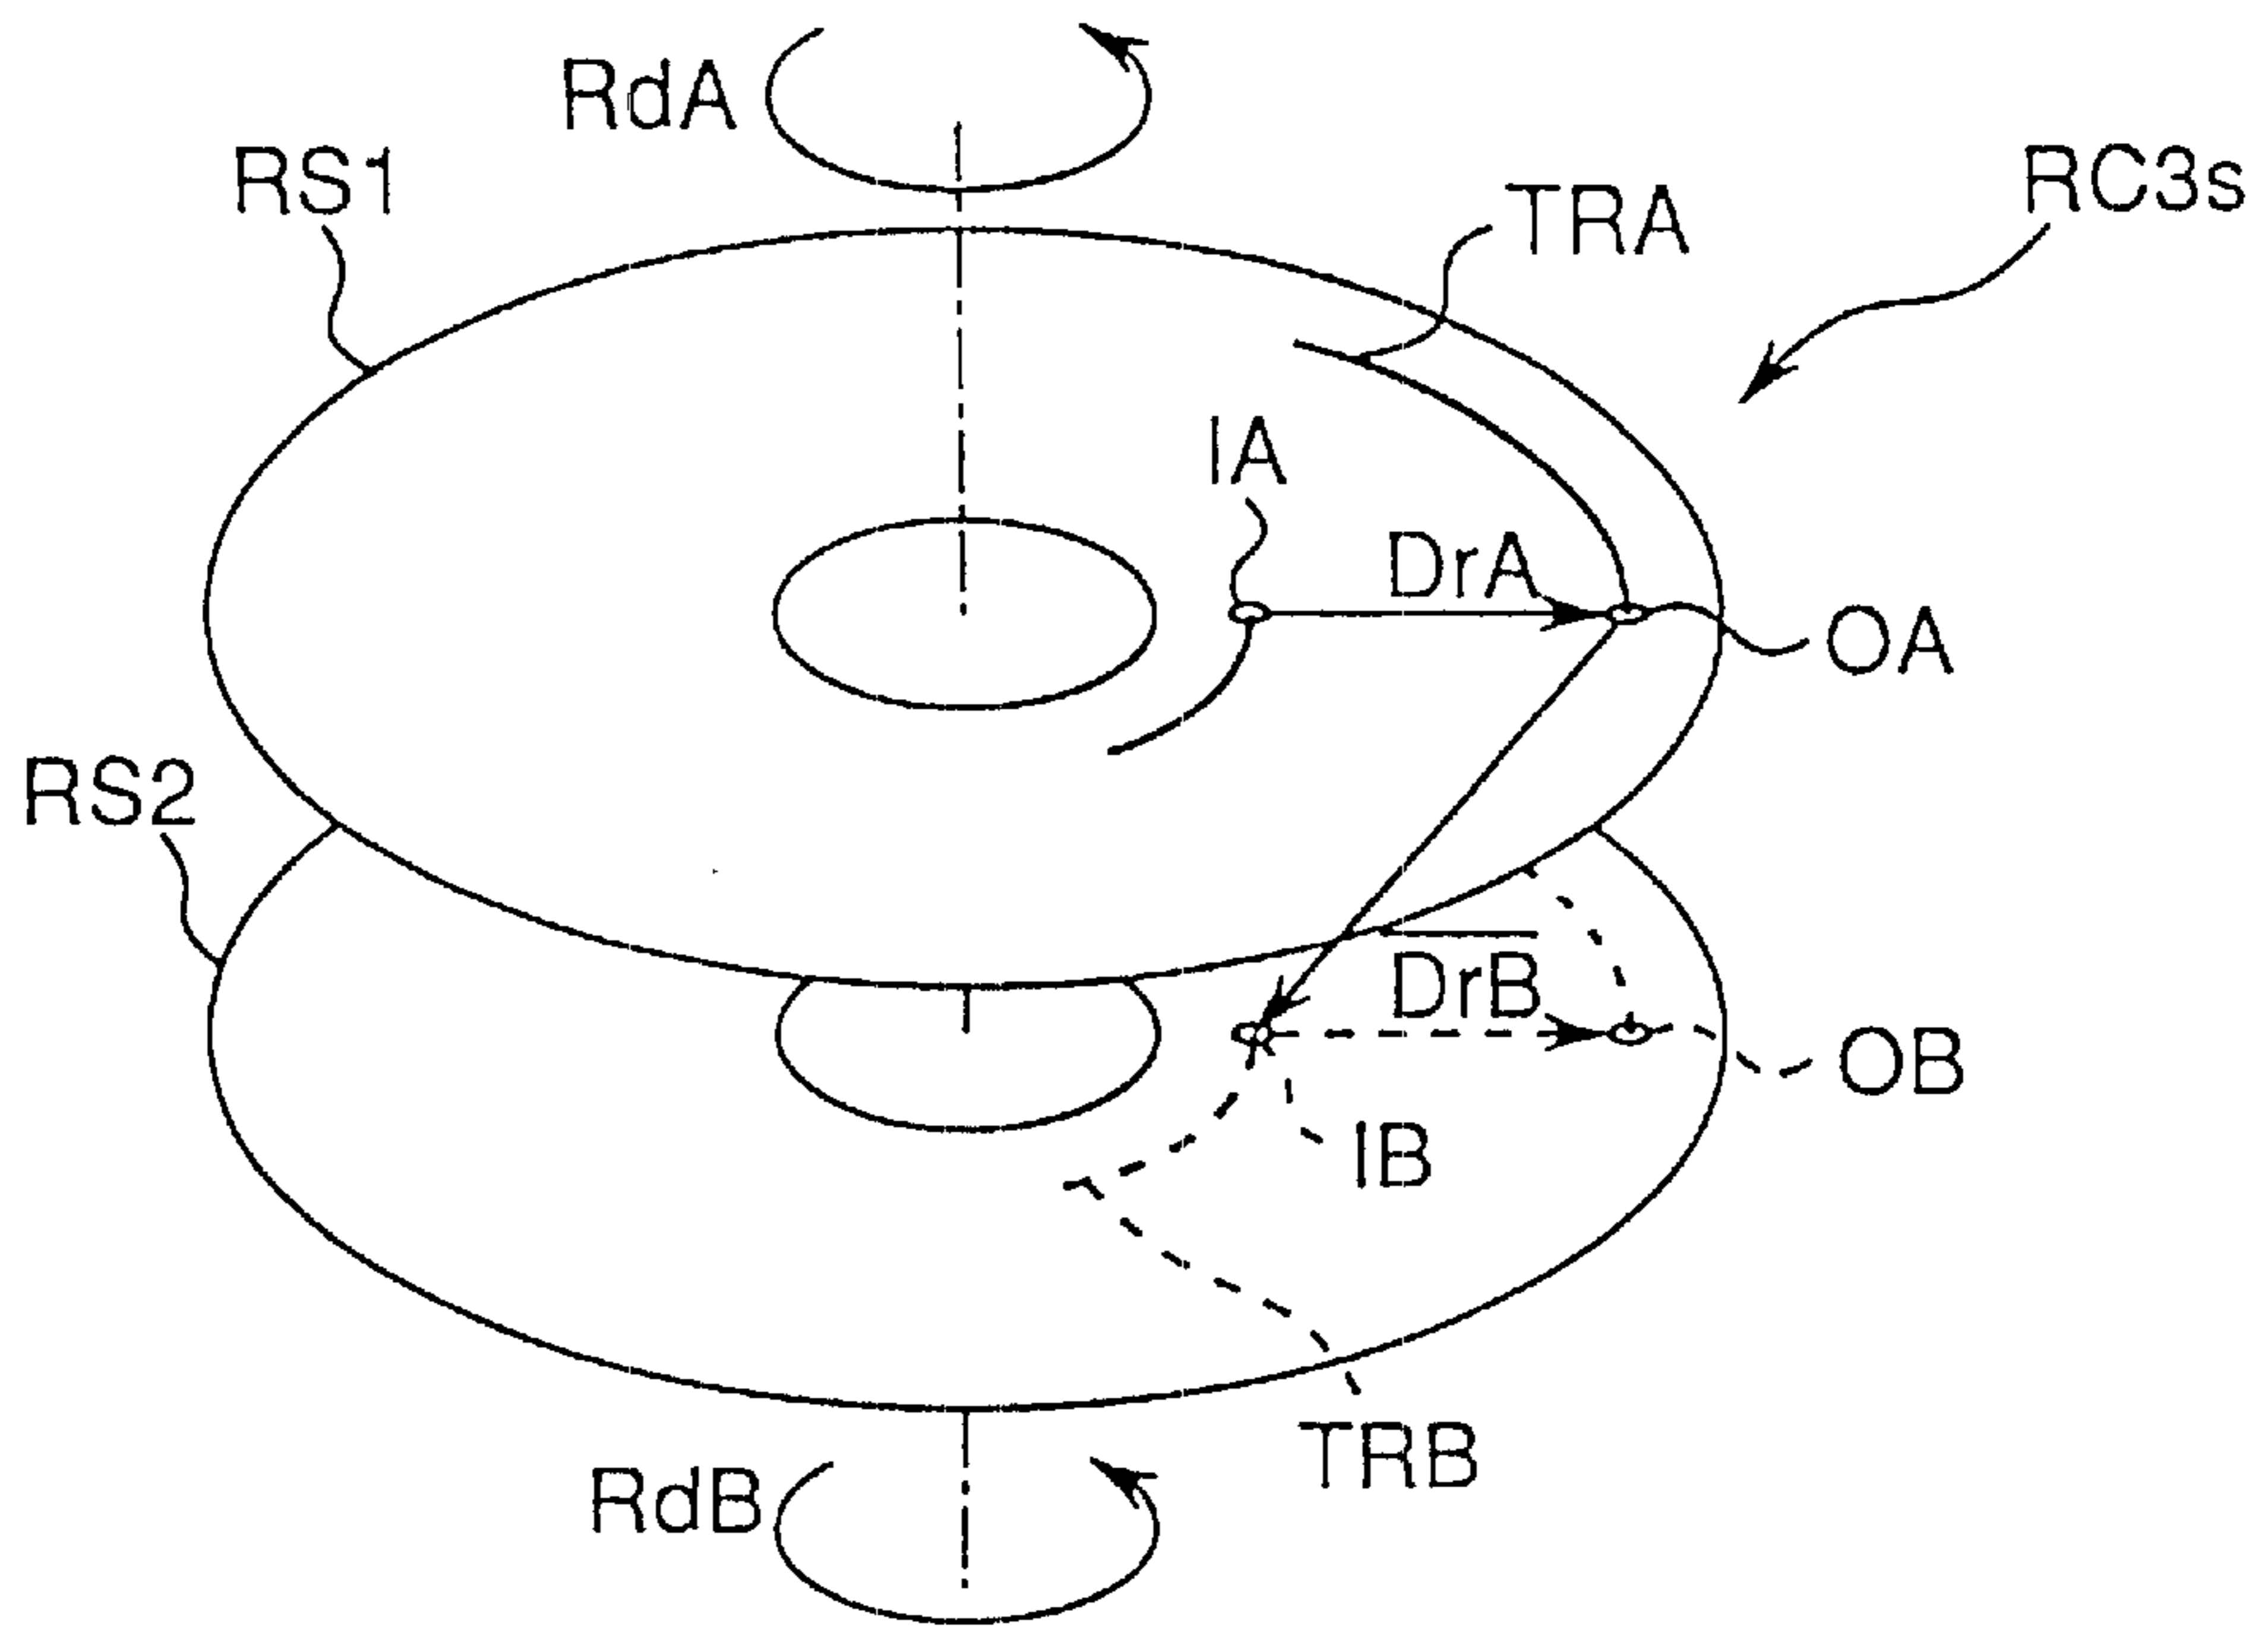 RdA
RS1
RC3s
TRA
IA
DrA
OA
RS2
DrB
OB
IB
TRB
RdB